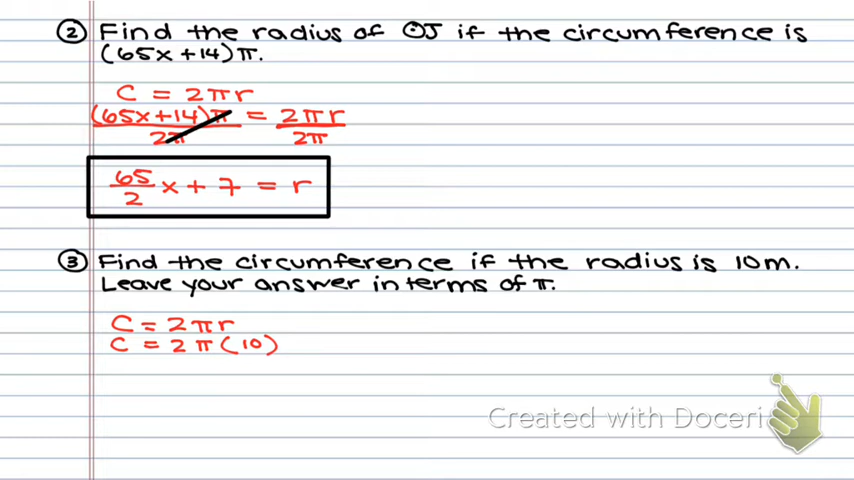 ② Find the radius of ⊙J if the circumference is
(65x+14)π.
C = 2πr
(65x+14)π = 2πr
2π 2π
65/2 x + 7 = r
③ Find the circumference if the radius is 10m.
Leave your answer in terms of π.
C = 2πr
C = 2π(10)
Created with Doceri